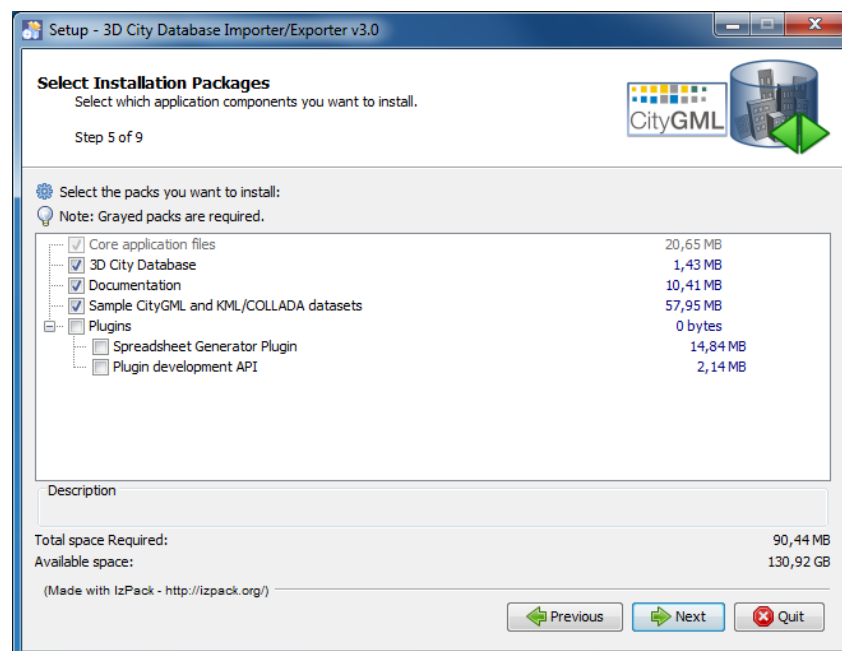 Setup - 3D City Database Importer/Exporter v3.0
Select Installation Packages
Select which application components you want to install.
Step 5 of 9
CityGML
Select the packs you want to install:
Note: Grayed packs are required.
Core application files 20,65 MB
3D City Database 1,43 MB
Documentation 10,41 MB
Sample CityGML and KML/COLLADA datasets 57,95 MB
Plugins 0 bytes
Spreadsheet Generator Plugin 14,84 MB
Plugin development API 2,14 MB
Description
Total space Required: 90,44 MB
Available space: 130,92 GB
(Made with IzPack - http://izpack.org/)
Previous Next Quit